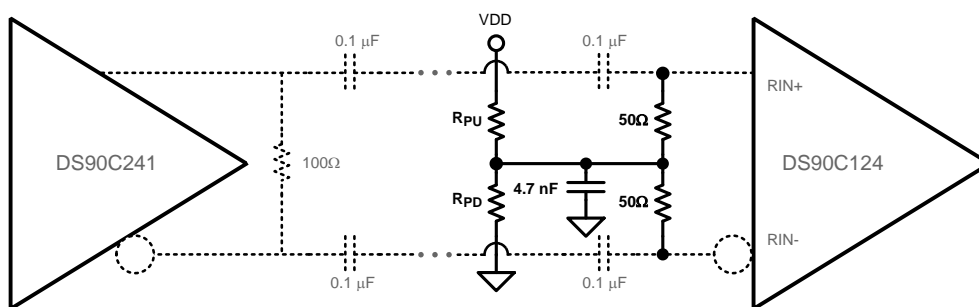 VDD
0.1 µF
0.1 µF
RPU
50Ω
RIN+
DS90C241
100Ω
DS90C124
4.7 nF
RPD
50Ω
RIN-
0.1 µF
0.1 µF